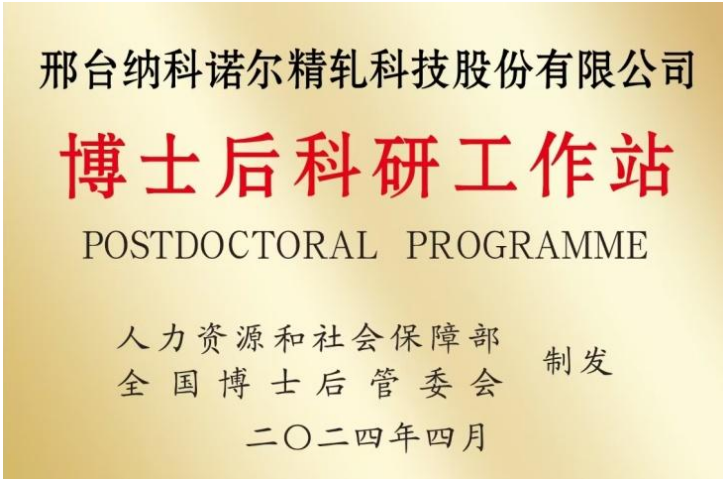 邢台纳科诺尔精轧科技股份有限公司
博士后科研工作站
POSTDOCTORAL PROGRAMME
人力资源和社会保障部
全国博士后管委会
制发
二〇二四年四月